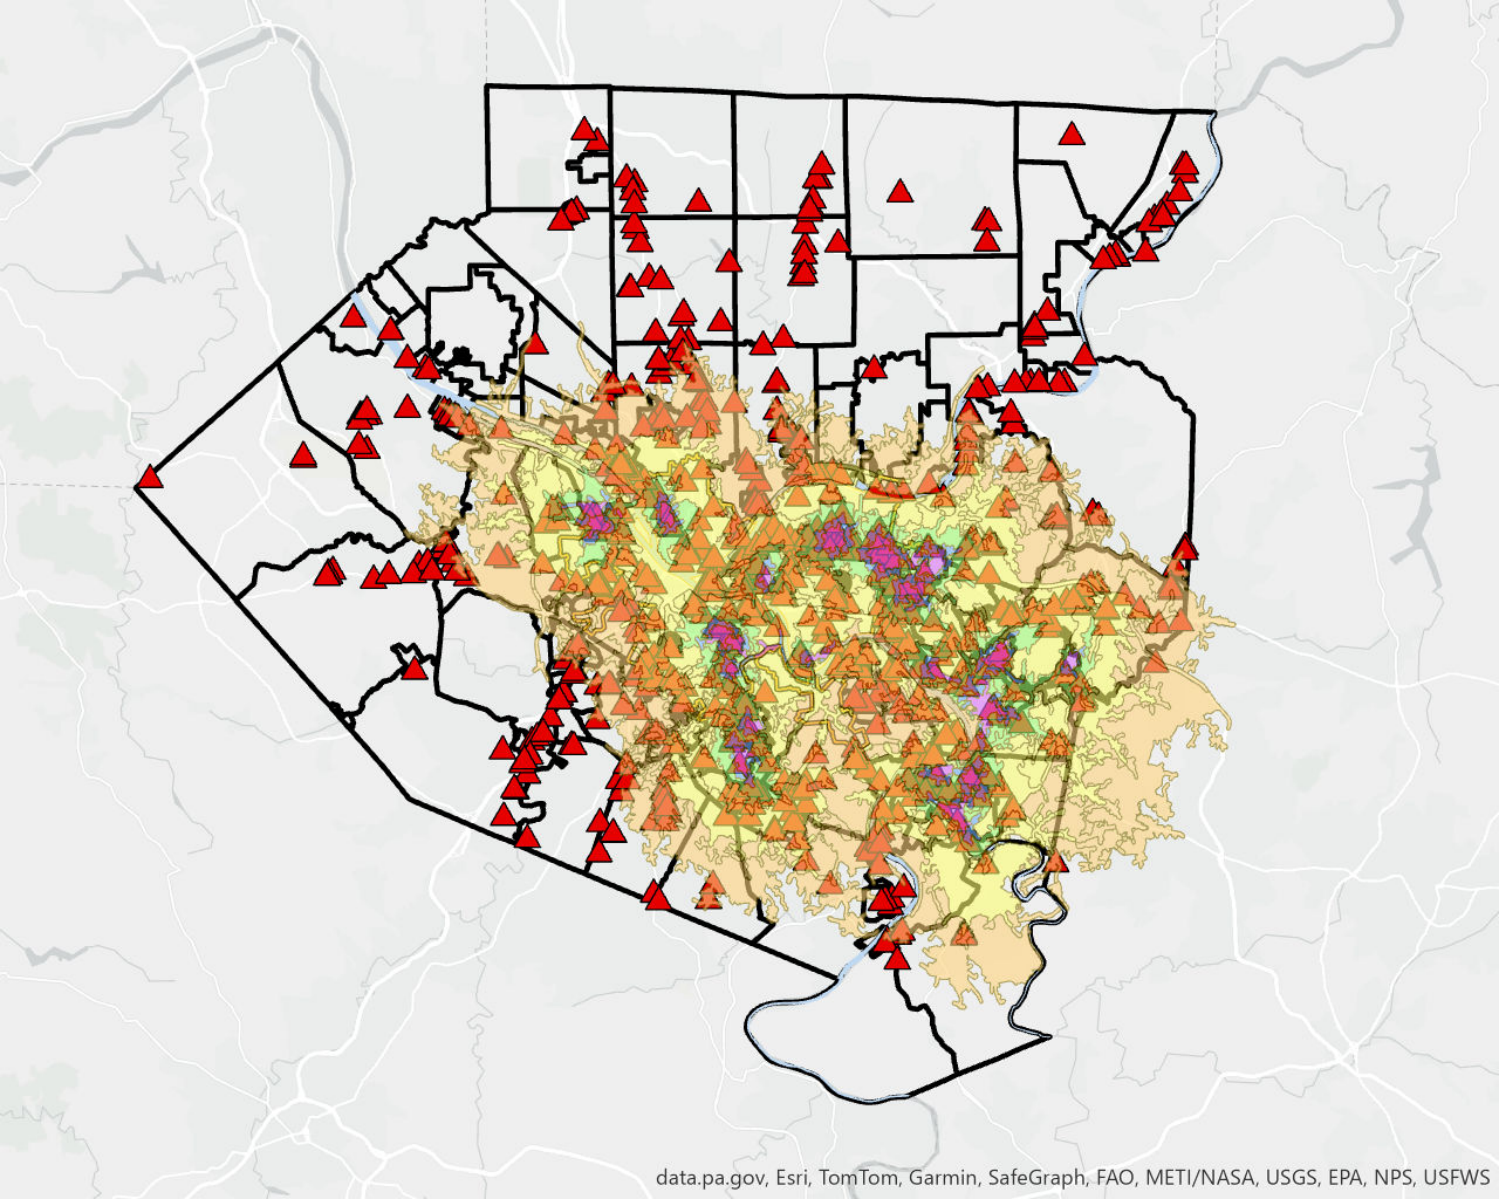 data.pa.gov, Esri, TomTom, Garmin, SafeGraph, FAO, METI/NASA, USGS, EPA, NPS, USFWS